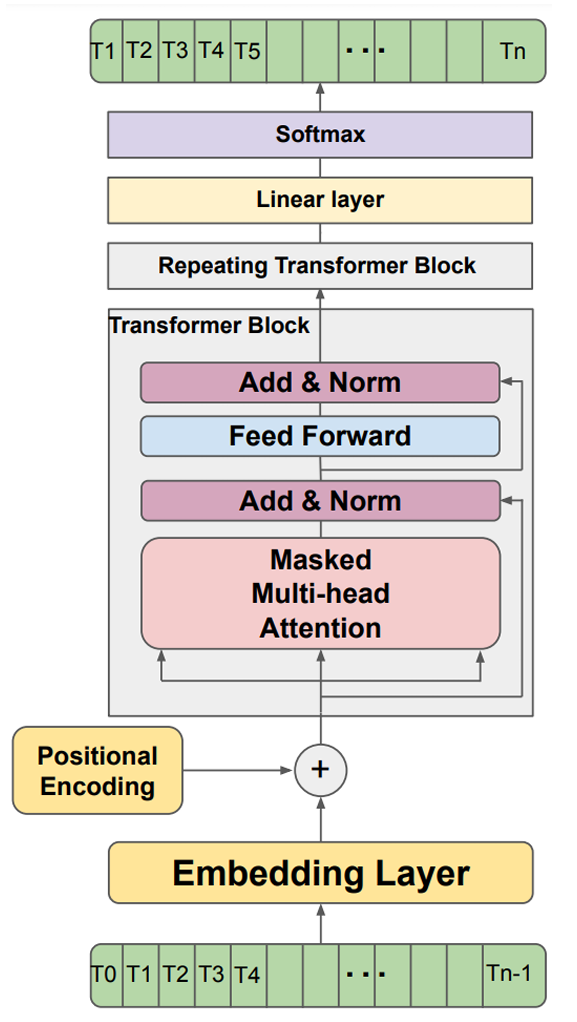 T1 T2 T3 T4 T5 ... Tn
Softmax
Linear layer
Repeating Transformer Block
Transformer Block
Add & Norm
Feed Forward
Add & Norm
Masked
Multi-head
Attention
Positional
Encoding
+
Embedding Layer
T0 T1 T2 T3 T4 ... Tn-1